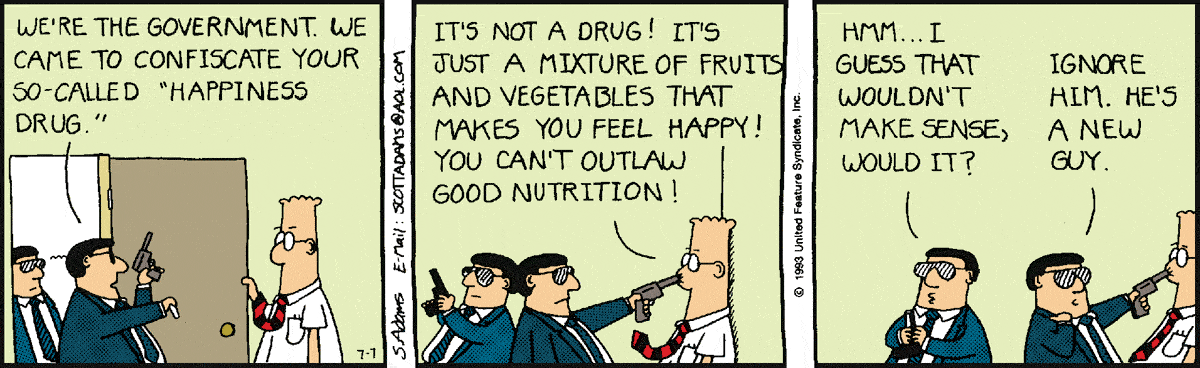 WE'RE THE GOVERNMENT. WE
CAME TO CONFISCATE YOUR
SO-CALLED "HAPPINESS
DRUG."
7-7
S.Adams E-Mail: SCOTTADAMS@AOL.COM
IT'S NOT A DRUG! IT'S
JUST A MIXTURE OF FRUITS
AND VEGETABLES THAT
MAKES YOU FEEL HAPPY!
YOU CAN'T OUTLAW
GOOD NUTRITION!
© 1993 United Feature Syndicate, Inc.
HMM... I
GUESS THAT
WOULDN'T
MAKE SENSE,
WOULD IT?
IGNORE
HIM. HE'S
A NEW
GUY.